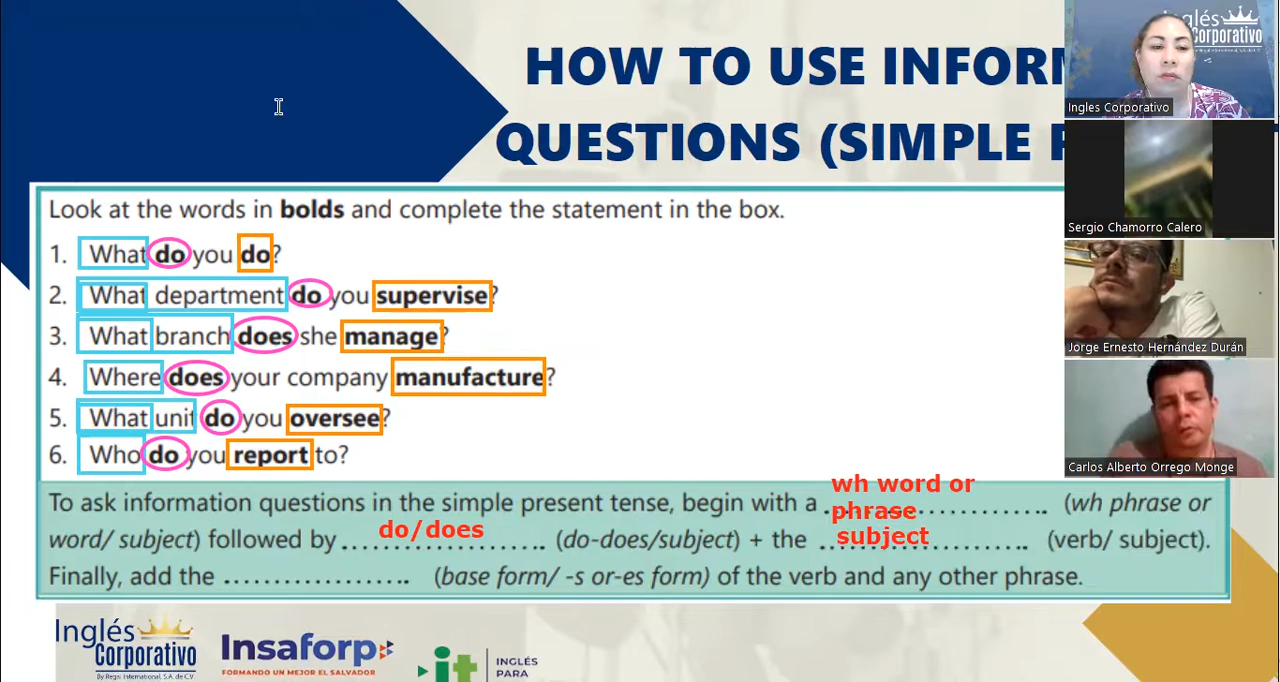 HOW TO USE INFORM
QUESTIONS (SIMPLE P
Look at the words in bolds and complete the statement in the box.
1. What do you do?
2. What department do you supervise?
3. What branch does she manage?
4. Where does your company manufacture?
5. What unit do you oversee?
6. Who do you report to?
To ask information questions in the simple present tense, begin with a wh word or phrase .................... (wh phrase or
word/ subject) followed by do/does .................... (do-does/subject) + the subject .................... (verb/ subject).
Finally, add the .................... (base form/ -s or-es form) of the verb and any other phrase.
Inglés
Corporativo
By Regal International, S.A. de C.V.
Insaforp
FORMANDO UN MEJOR EL SALVADOR
it
INGLÉS
PARA
Inglés
Corporativo
Ingles Corporativo
Sergio Chamorro Calero
Jorge Ernesto Hernández Durán
Carlos Alberto Orrego Monge